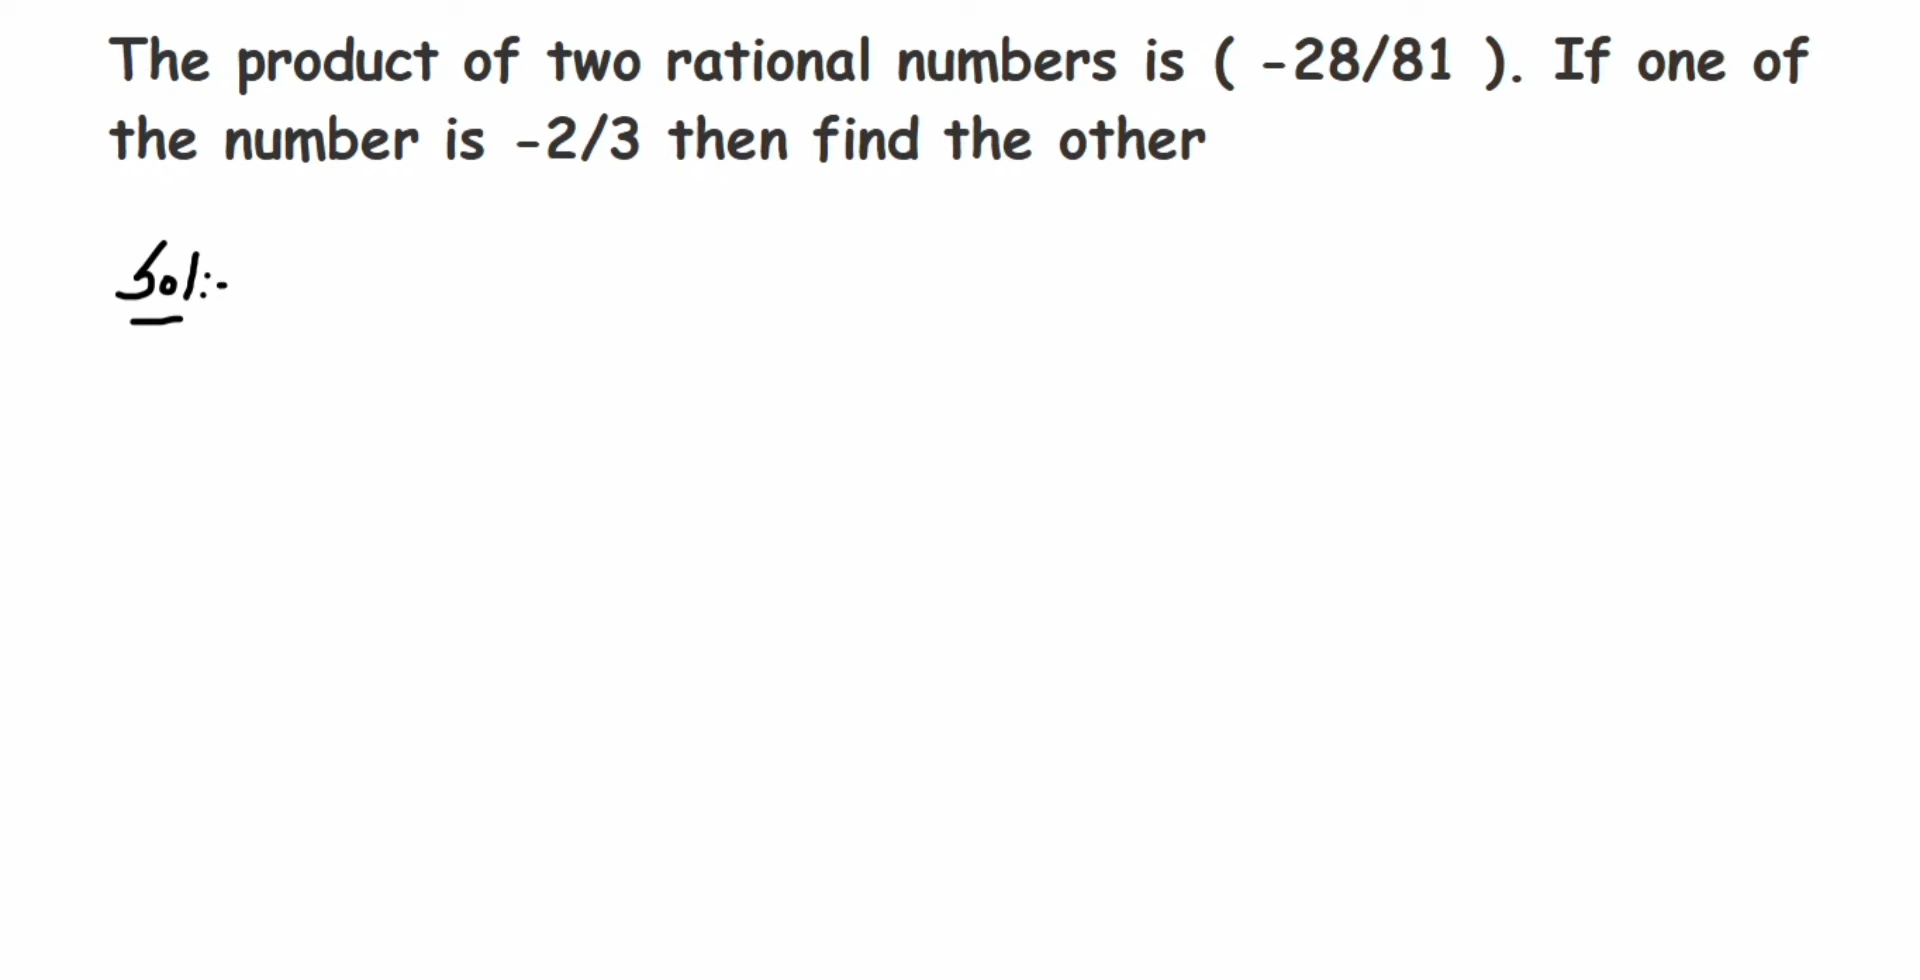 The product of two rational numbers is ( -28/81 ). If one of
the number is -2/3 then find the other
Sol:-